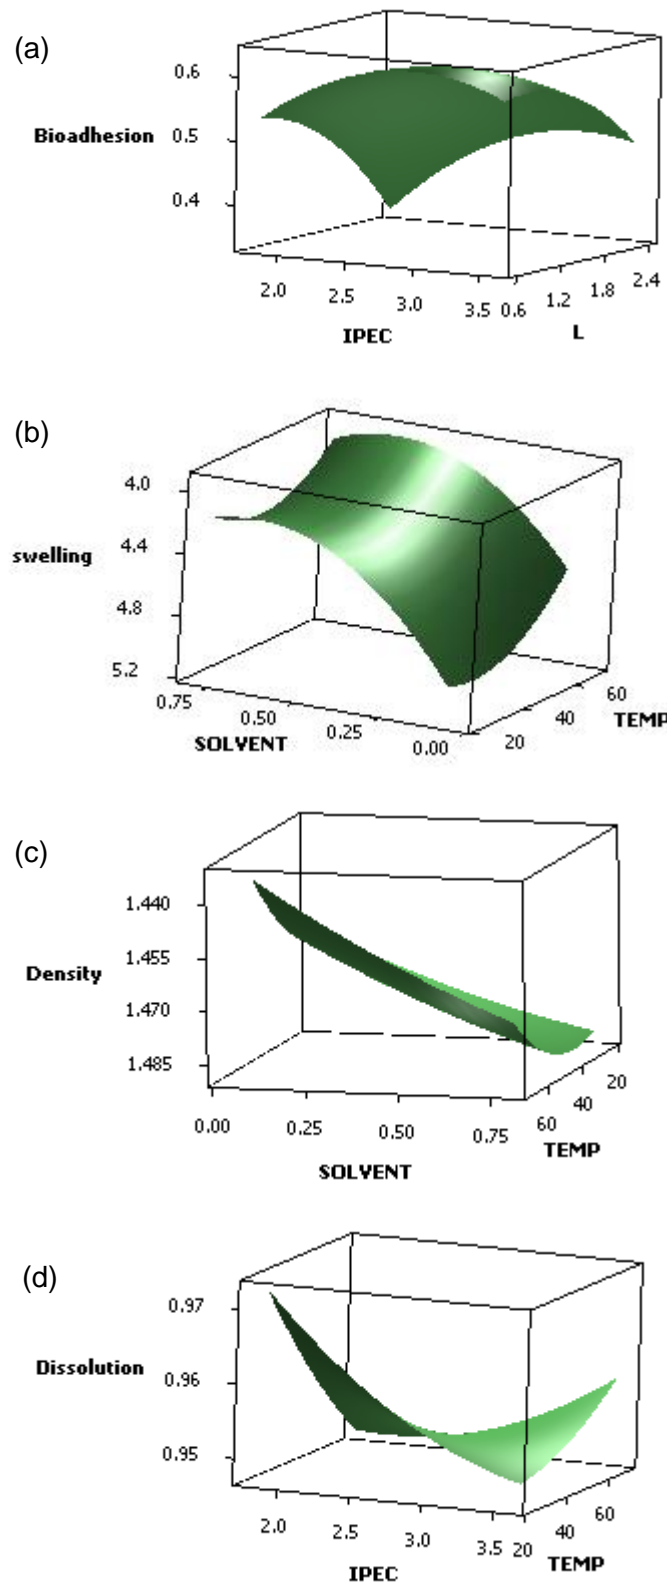 (a)
0.6
Bioadhesion 0.5
0.4
2.0 2.5 3.0 3.5 0.6 1.2 1.8 2.4
IPEC L
(b)
4.0
swelling 4.4
4.8
5.2
0.75 0.50 0.25 0.00 20 40 60
SOLVENT TEMP
(c)
1.440
1.455
Density
1.470
1.485
0.00 0.25 0.50 0.75 60 40 20
SOLVENT TEMP
(d)
0.97
Dissolution 0.96
0.95
2.0 2.5 3.0 3.5 20 40 60
IPEC TEMP